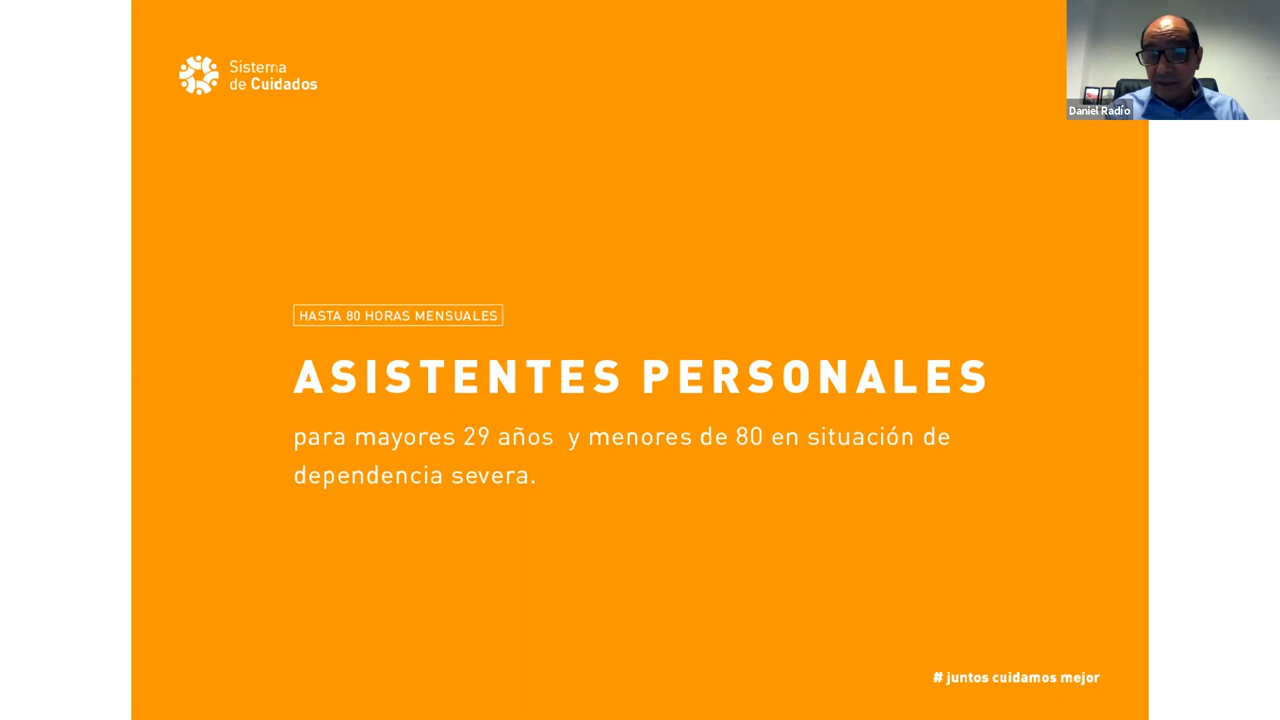 Sistema
de Cuidados
Daniel Radío
HASTA 80 HORAS MENSUALES
ASISTENTES PERSONALES
para mayores 29 años y menores de 80 en situación de
dependencia severa.
# juntos cuidamos mejor